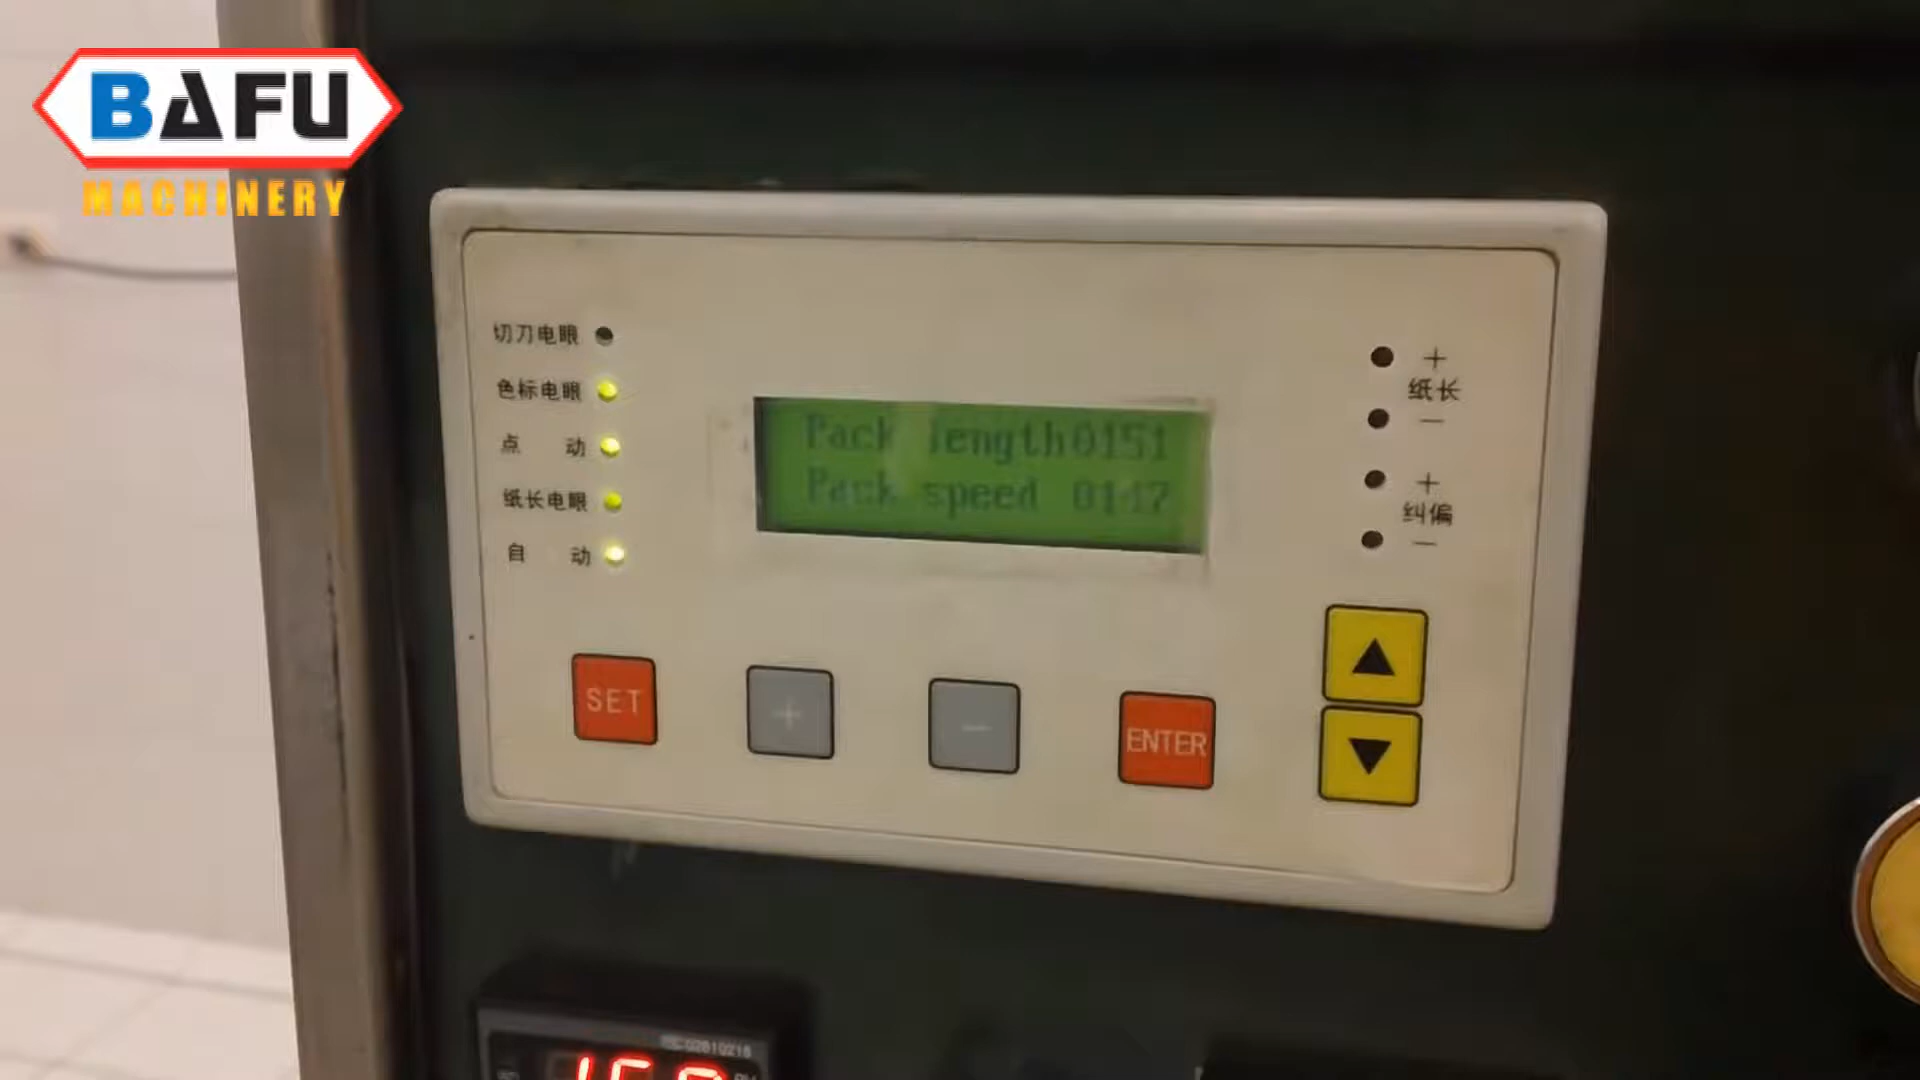 BAFU
MACHINERY
切刀电眼
色标电眼
点 动
纸长电眼
自 动
Pack length0151
Pack speed 0147
+
纸长
−
+
纠偏
−
SET
+
−
ENTER